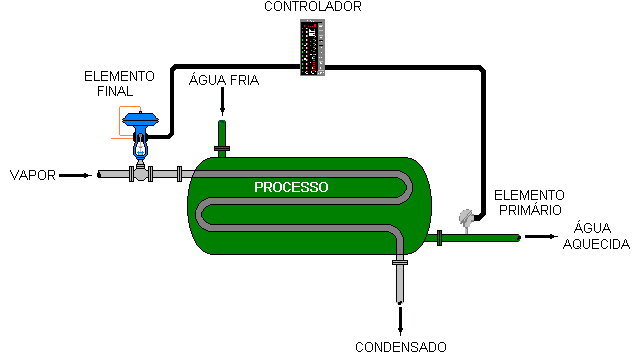 CONTROLADOR
ELEMENTO
FINAL
ÁGUA FRIA
VAPOR
PROCESSO
ELEMENTO
PRIMÁRIO
ÁGUA
AQUECIDA
CONDENSADO